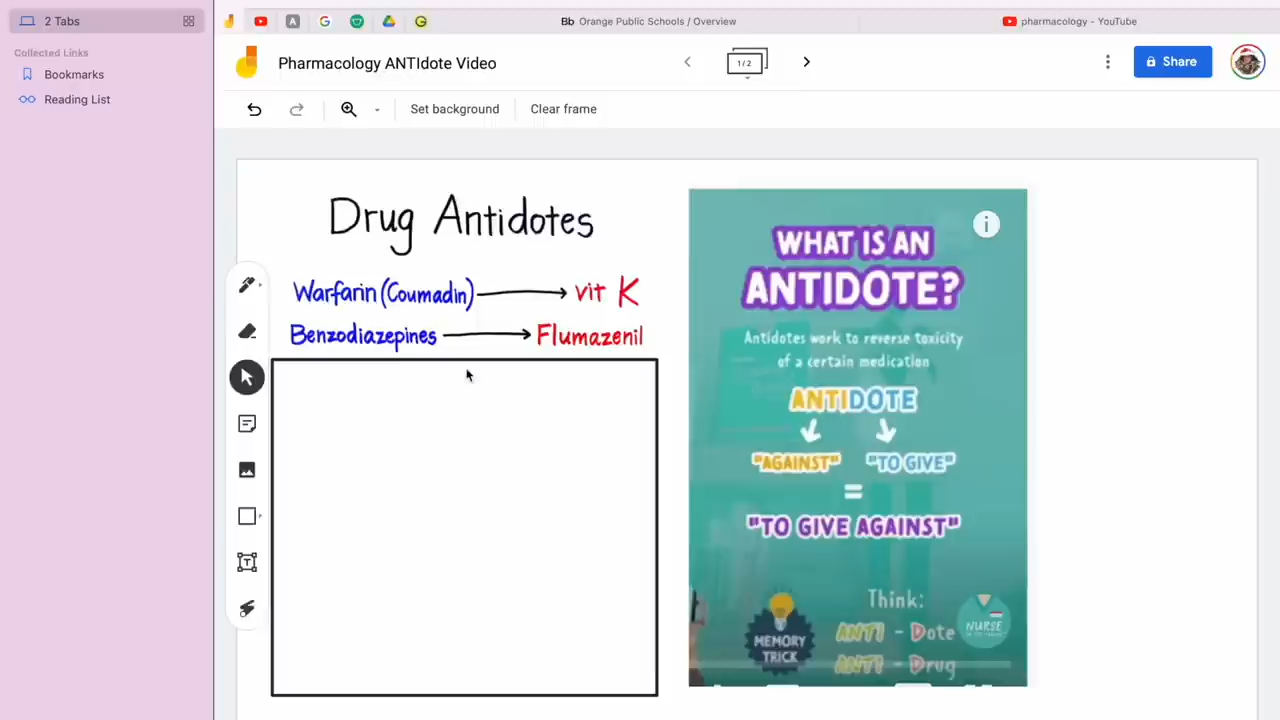 2 Tabs
Collected Links
Bookmarks
Reading List
A
G
Bb Orange Public Schools / Overview
pharmacology - YouTube
Pharmacology ANTIdote Video
1/2
Share
Set background
Clear frame
Drug Antidotes
Warfarin (Coumadin) → vit K
Benzodiazepines → Flumazenil
i
WHAT IS AN
ANTIDOTE?
Antidotes work to reverse toxicity
of a certain medication
ANTIDOTE
"AGAINST" "TO GIVE"
=
"TO GIVE AGAINST"
Think:
ANTI - Dote
ANTI - Drug
MEMORY
TRICK
NURSE